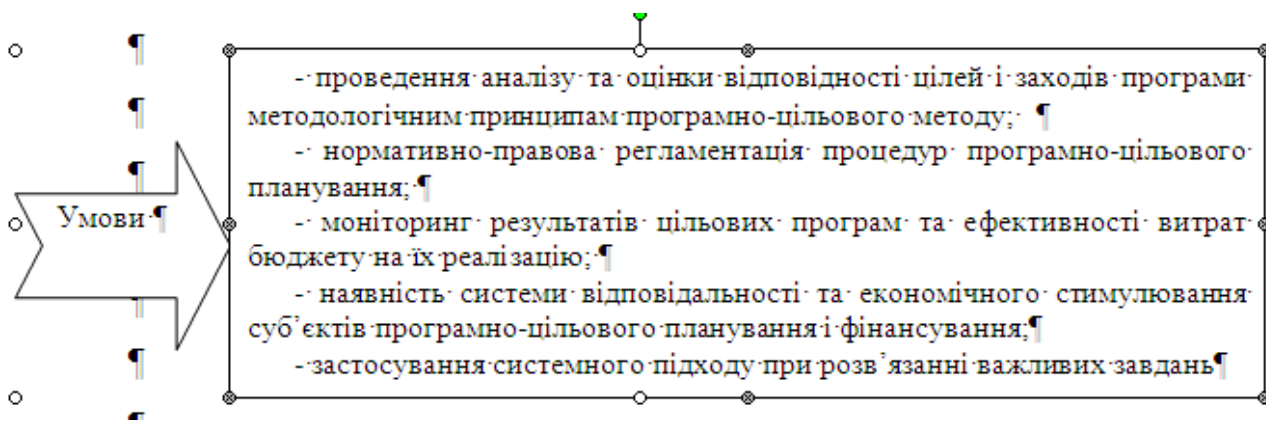 - проведення аналізу та оцінки відповідності цілей і заходів програми
методологічним принципам програмно-цільового методу;
- нормативно-правова регламентація процедур програмно-цільового
планування;
Умови
- моніторинг результатів цільових програм та ефективності витрат
бюджету на їх реалізацію;
- наявність системи відповідальності та економічного стимулювання
суб’єктів програмно-цільового планування і фінансування;
- застосування системного підходу при розв’язанні важливих завдань